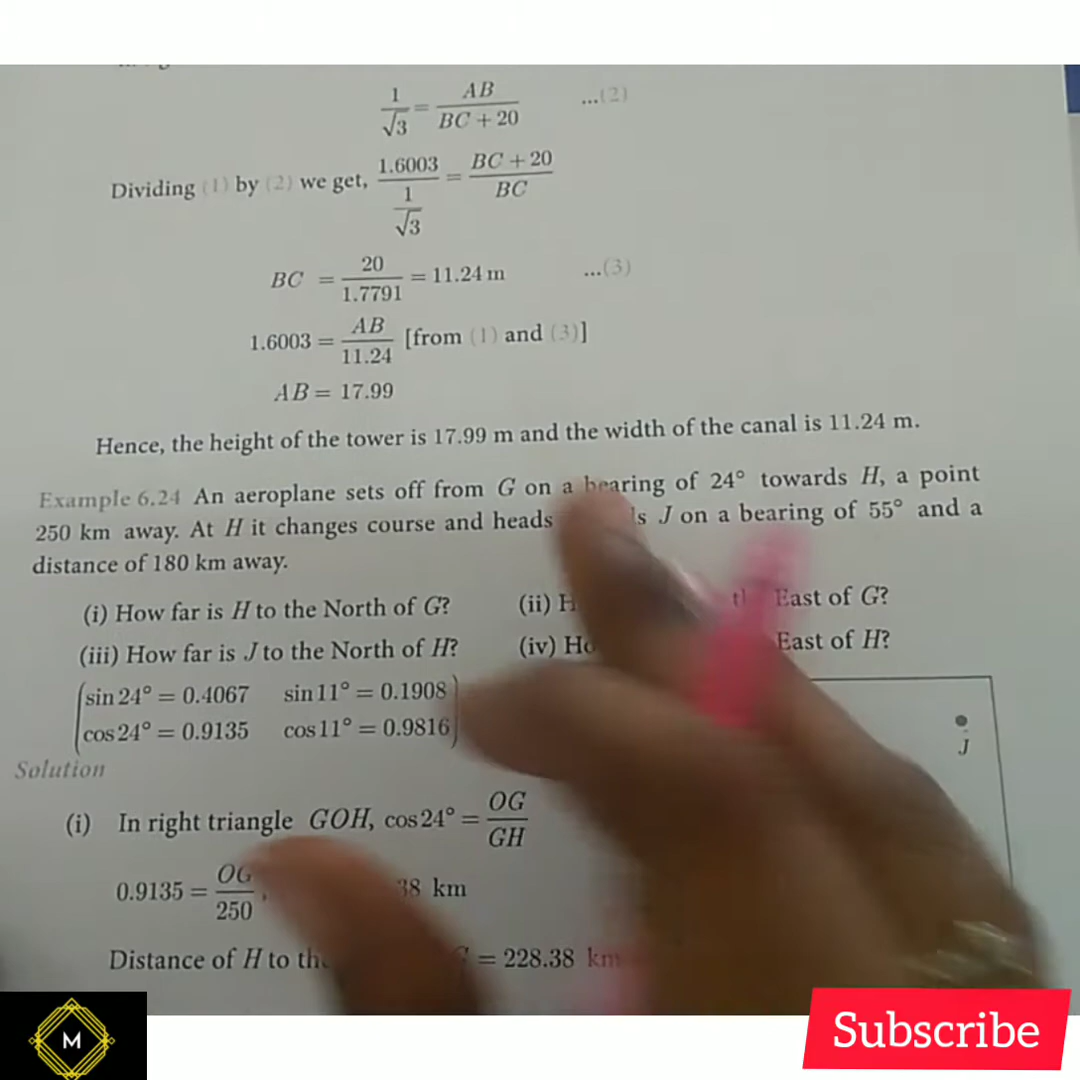 1/√3 = AB/(BC + 20) ...(2)
Dividing (1) by (2) we get, 1.6003/(1/√3) = (BC + 20)/BC
BC = 20/1.7791 = 11.24 m ...(3)
1.6003 = AB/11.24 [from (1) and (3)]
AB = 17.99
Hence, the height of the tower is 17.99 m and the width of the canal is 11.24 m.
Example 6.24 An aeroplane sets off from G on a bearing of 24° towards H, a point
250 km away. At H it changes course and heads J on a bearing of 55° and a
distance of 180 km away.
(i) How far is H to the North of G? (ii) East of G?
(iii) How far is J to the North of H? (iv) East of H?
(sin 24° = 0.4067 sin 11° = 0.1908
cos 24° = 0.9135 cos 11° = 0.9816)
J
Solution
(i) In right triangle GOH, cos 24° = OG/GH
0.9135 = OG/250 38 km
Distance of H to the = 228.38 km
M
Subscribe